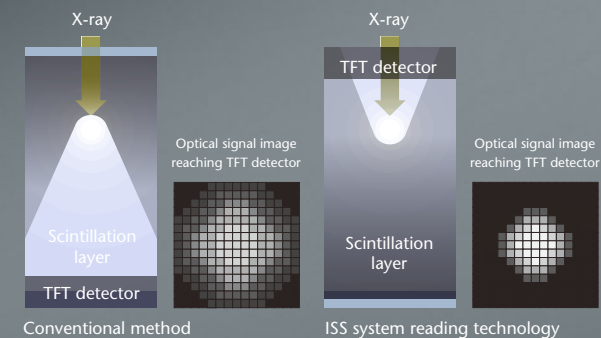 X-ray
Scintillation
layer
TFT detector
Optical signal image
reaching TFT detector
Conventional method
X-ray
TFT detector
Scintillation
layer
Optical signal image
reaching TFT detector
ISS system reading technology